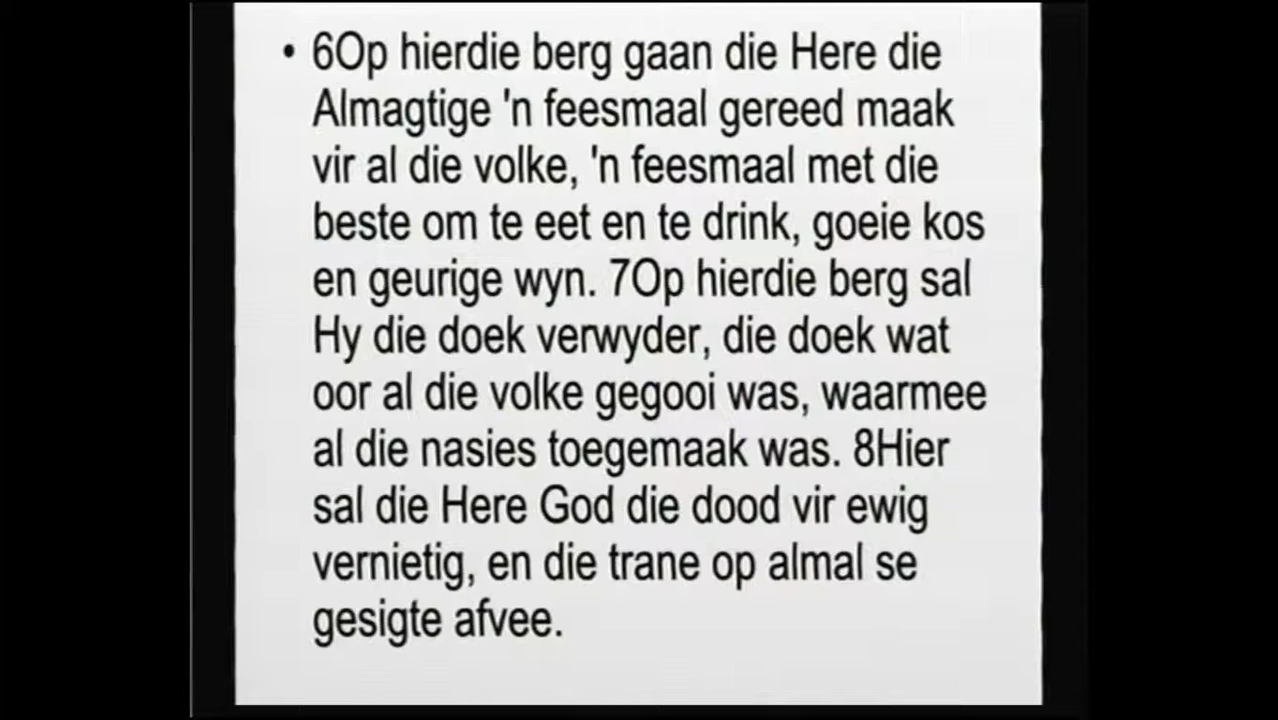 • 6Op hierdie berg gaan die Here die
Almagtige 'n feesmaal gereed maak
vir al die volke, 'n feesmaal met die
beste om te eet en te drink, goeie kos
en geurige wyn. 7Op hierdie berg sal
Hy die doek verwyder, die doek wat
oor al die volke gegooi was, waarmee
al die nasies toegemaak was. 8Hier
sal die Here God die dood vir ewig
vernietig, en die trane op almal se
gesigte afvee.